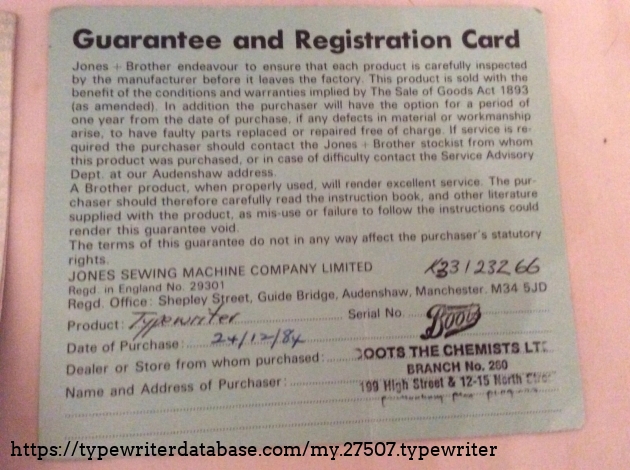 Guarantee and Registration Card
Jones + Brother endeavour to ensure that each product is carefully inspected
by the manufacturer before it leaves the factory. This product is sold with the
benefit of the conditions and warranties implied by The Sale of Goods Act 1893
(as amended). In addition the purchaser will have the option for a period of
one year from the date of purchase, if any defects in material or workmanship
arise, to have faulty parts replaced or repaired free of charge. If service is re-
quired the purchaser should contact the Jones + Brother stockist from whom
this product was purchased, or in case of difficulty contact the Service Advisory
Dept. at our Audenshaw address.
A Brother product, when properly used, will render excellent service. The pur-
chaser should therefore carefully read the instruction book, and other literature
supplied with the product, as mis-use or failure to follow the instructions could
render this guarantee void.
The terms of this guarantee do not in any way affect the purchaser's statutory
rights.
JONES SEWING MACHINE COMPANY LIMITED K33123266
Regd. in England No. 29301
Regd. Office: Shepley Street, Guide Bridge, Audenshaw, Manchester. M34 5JD
Product: Typewriter Serial No.
Boots
Date of Purchase: 24/12/84
Dealer or Store from whom purchased: BOOTS THE CHEMISTS LTD
BRANCH No. 260
Name and Address of Purchaser: 199 High Street & 12-15 North
https://typewriterdatabase.com/my.27507.typewriter